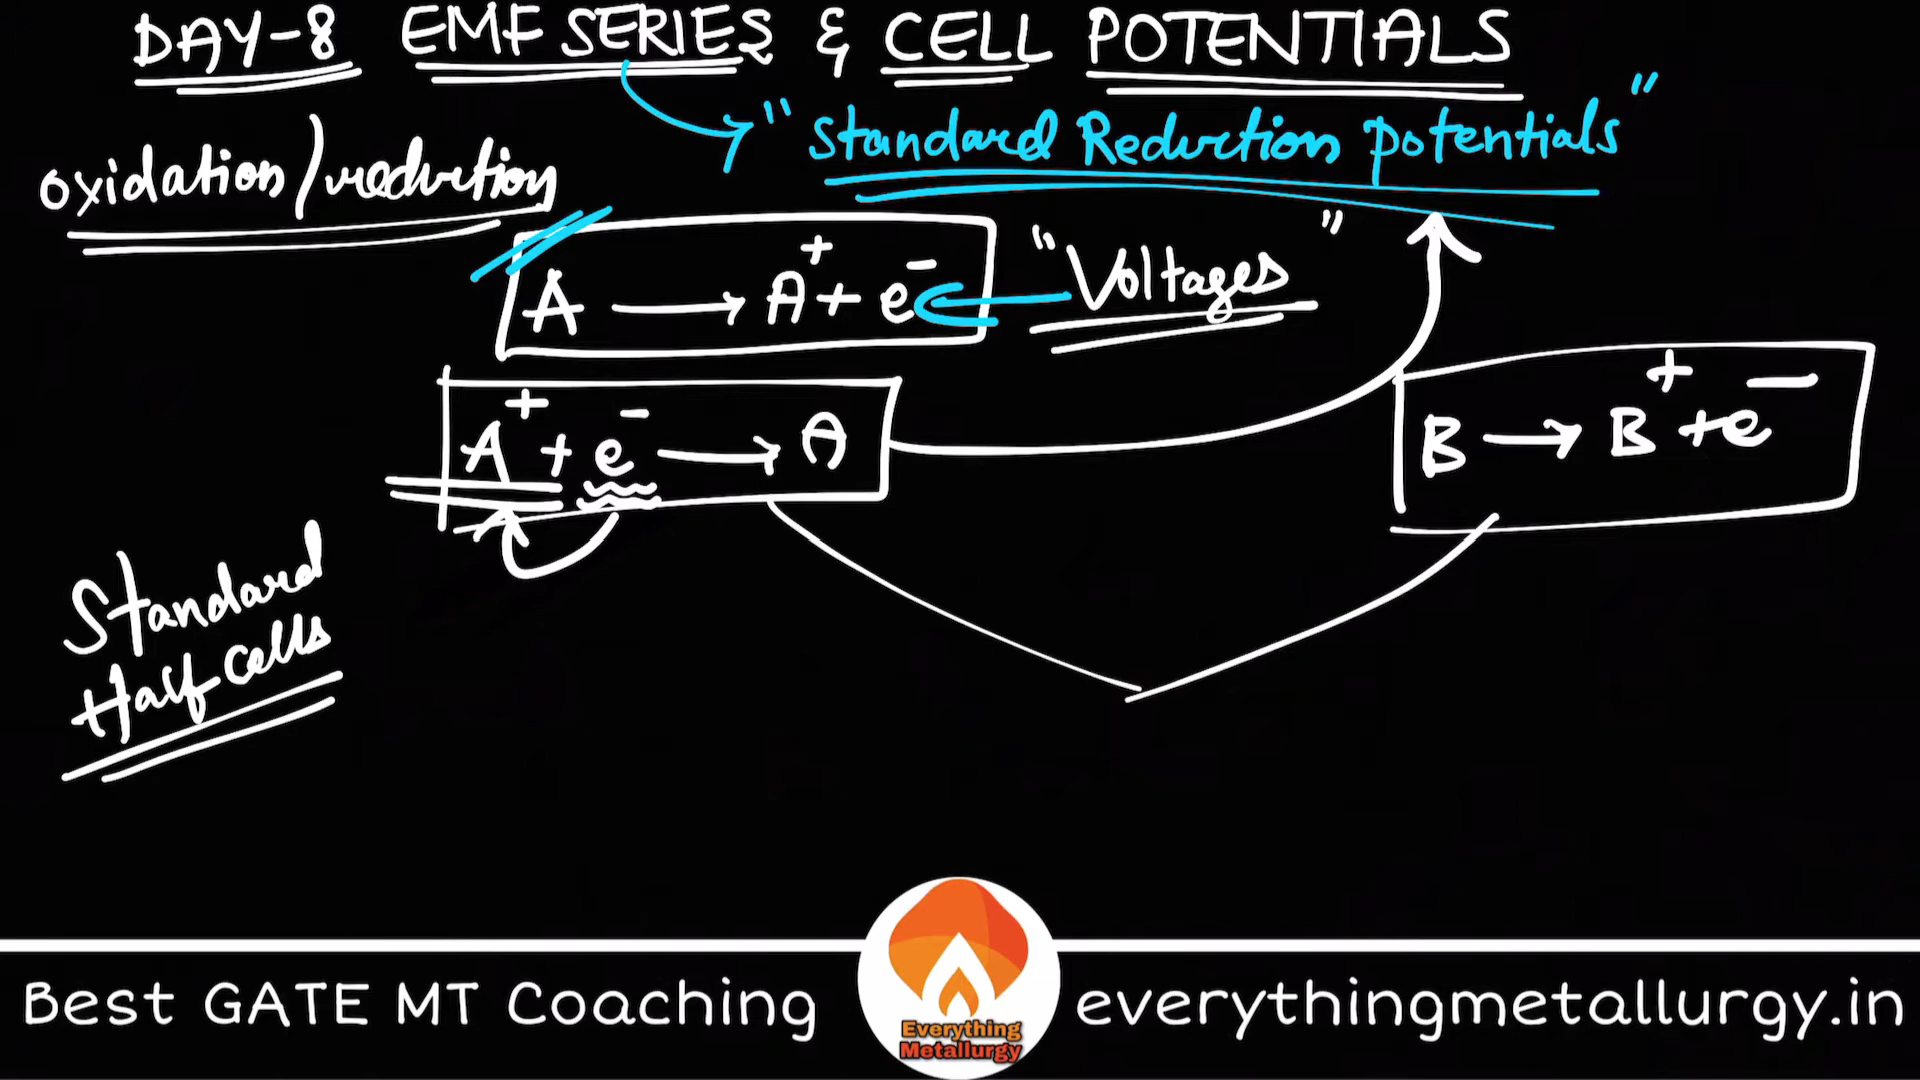 DAY-8 EMF SERIES & CELL POTENTIALS
"Standard Reduction potentials"
oxidation/reduction
A → A⁺ + e⁻
"Voltages"
A⁺ + e⁻ → A
B → B⁺ + e⁻
Standard
Half cells
Best GATE MT Coaching
Everything
Metallurgy
everythingmetallurgy.in